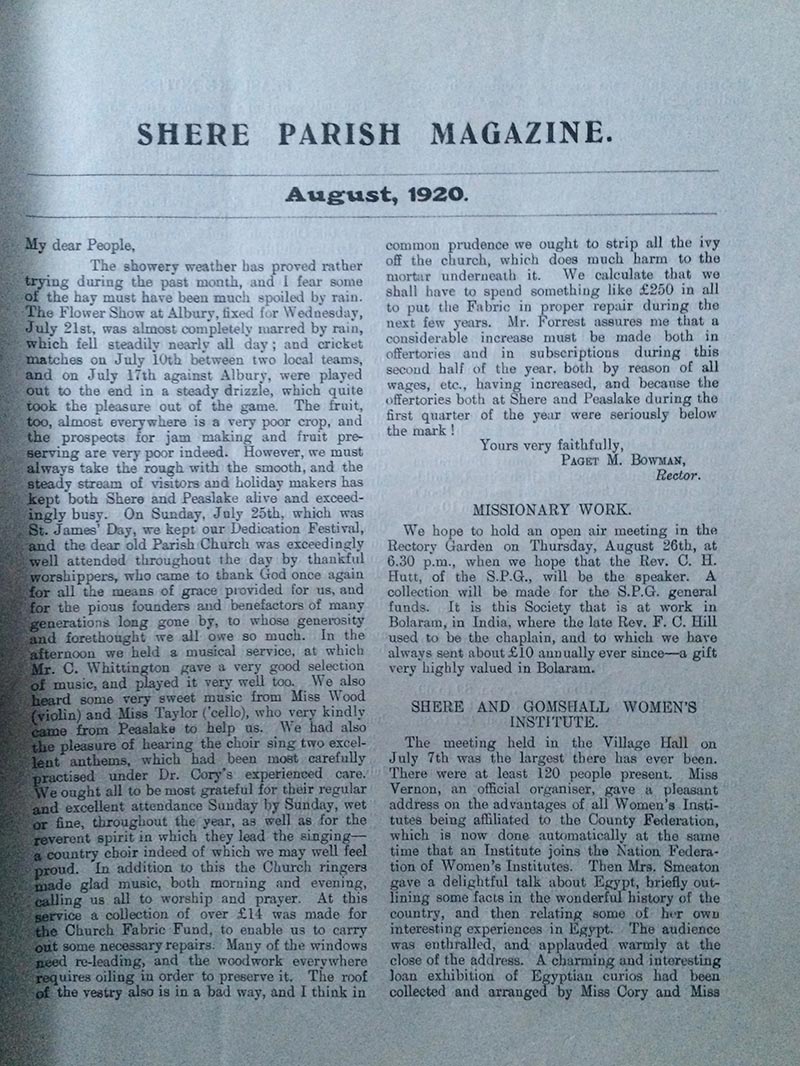 SHERE PARISH MAGAZINE.
August, 1920.
My dear People,
The showery weather has proved rather
trying during the past month, and I fear some
of the hay must have been much spoiled by rain.
The Flower Show at Albury, fixed for Wednesday,
July 21st, was almost completely marred by rain,
which fell steadily nearly all day; and cricket
matches on July 10th between two local teams,
and on July 17th against Albury, were played
out to the end in a steady drizzle, which quite
took the pleasure out of the game. The fruit,
too, almost everywhere is a very poor crop, and
the prospects for jam making and fruit pre-
serving are very poor indeed. However, we must
always take the rough with the smooth, and the
steady stream of visitors and holiday makers has
kept both Shere and Peaslake alive and exceed-
ingly busy. On Sunday, July 25th, which was
St. James' Day, we kept our Dedication Festival,
and the dear old Parish Church was exceedingly
well attended throughout the day by thankful
worshippers, who came to thank God once again
for all the means of grace provided for us, and
for the pious founders and benefactors of many
generations long gone by, to whose generosity
and forethought we all owe so much. In the
afternoon we held a musical service, at which
Mr. C. Whittington gave a very good selection
of music, and played it very well too. We also
heard some very sweet music from Miss Wood
(violin) and Miss Taylor ('cello), who very kindly
came from Peaslake to help us. We had also
the pleasure of hearing the choir sing two excel-
lent anthems, which had been most carefully
practised under Dr. Cory's experienced care.
We ought all to be most grateful for their regular
and excellent attendance Sunday by Sunday, wet
or fine, throughout the year, as well as for the
reverent spirit in which they lead the singing—
a country choir indeed of which we may well feel
proud. In addition to this the Church ringers
made glad music, both morning and evening,
calling us all to worship and prayer. At this
service a collection of over £14 was made for
the Church Fabric Fund, to enable us to carry
out some necessary repairs. Many of the windows
need re-leading, and the woodwork everywhere
requires oiling in order to preserve it. The roof
of the vestry also is in a bad way, and I think in
common prudence we ought to strip all the ivy
off the church, which does much harm to the
mortar underneath it. We calculate that we
shall have to spend something like £250 in all
to put the Fabric in proper repair during the
next few years. Mr. Forrest assures me that a
considerable increase must be made both in
offertories and in subscriptions during this
second half of the year. both by reason of all
wages, etc., having increased, and because the
offertories both at Shere and Peaslake during the
first quarter of the year were seriously below
the mark!
Yours very faithfully,
PAGET M. BOWMAN,
Rector.
MISSIONARY WORK.
We hope to hold an open air meeting in the
Rectory Garden on Thursday, August 26th, at
6.30 p.m., when we hope that the Rev. C. H.
Hutt, of the S.P.G., will be the speaker. A
collection will be made for the S.P.G. general
funds. It is this Society that is at work in
Bolaram, in India, where the late Rev. F. C. Hill
used to be the chaplain, and to which we have
always sent about £10 annually ever since—a gift
very highly valued in Bolaram.
SHERE AND GOMSHALL WOMEN'S
INSTITUTE.
The meeting held in the Village Hall on
July 7th was the largest there has ever been.
There were at least 120 people present. Miss
Vernon, an official organiser, gave a pleasant
address on the advantages of all Women's Insti-
tutes being affiliated to the County Federation,
which is now done automatically at the same
time that an Institute joins the Nation Federa-
tion of Women's Institutes. Then Mrs. Smeaton
gave a delightful talk about Egypt, briefly out-
lining some facts in the wonderful history of the
country, and then relating some of her own
interesting experiences in Egypt. The audience
was enthralled, and applauded warmly at the
close of the address. A charming and interesting
loan exhibition of Egyptian curios had been
collected and arranged by Miss Cory and Miss